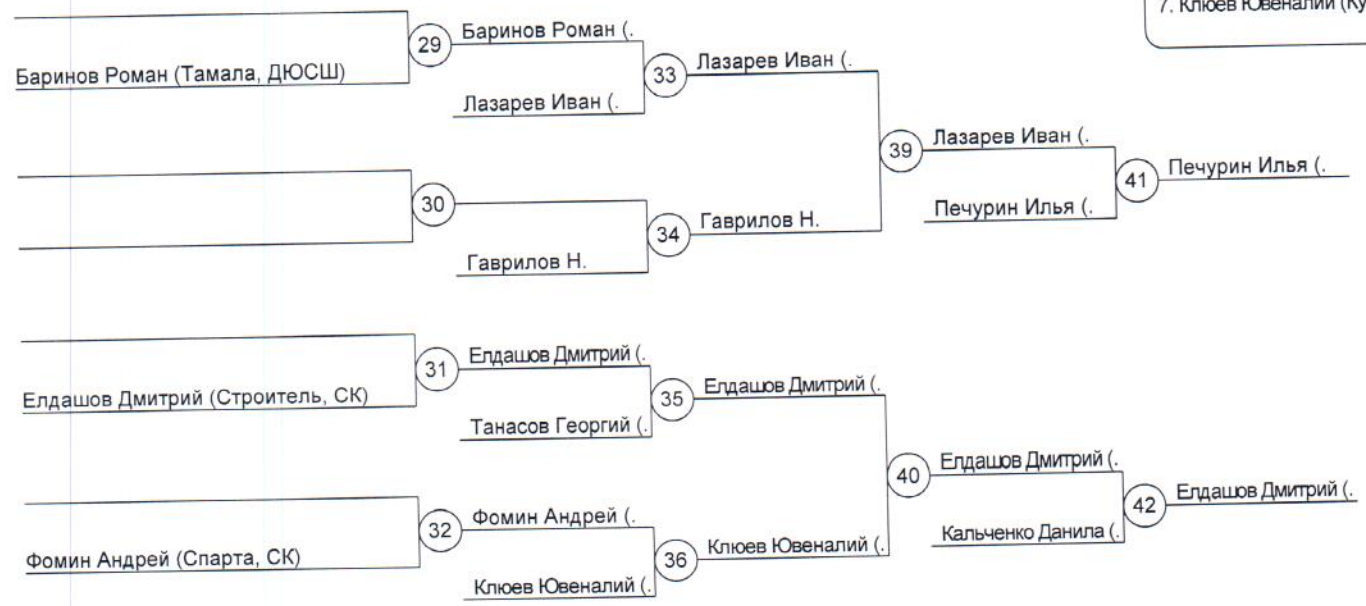 7. Клюев Ювеналий (Ку
Баринов Роман (.
29
Баринов Роман (Тамала, ДЮСШ)
Лазарев Иван (.
33
Лазарев Иван (.
Лазарев Иван (.
39
Печурин Илья (.
41
Печурин Илья (.
30
Гаврилов Н.
34
Гаврилов Н.
Елдашов Дмитрий (.
31
Елдашов Дмитрий (Строитель, СК)
Елдашов Дмитрий (.
35
Танасов Георгий (.
Елдашов Дмитрий (.
40
Елдашов Дмитрий (.
42
Кальченко Данила (.
Фомин Андрей (.
32
Фомин Андрей (Спарта, СК)
Клюев Ювеналий (.
36
Клюев Ювеналий (.